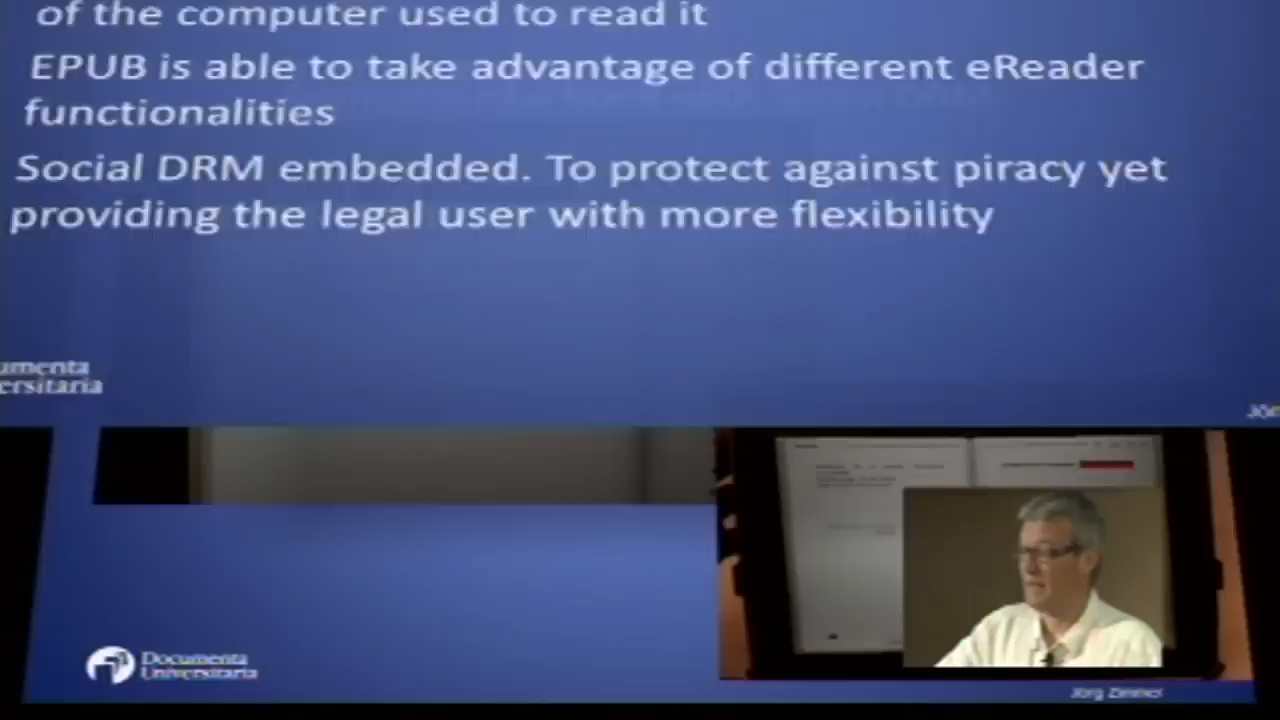 of the computer used to read it
EPUB is able to take advantage of different eReader
functionalities
Social DRM embedded. To protect against piracy yet
providing the legal user with more flexibility
umenta
ersitaria
Jör
Documenta
Universitaria
Jörg Zimmer